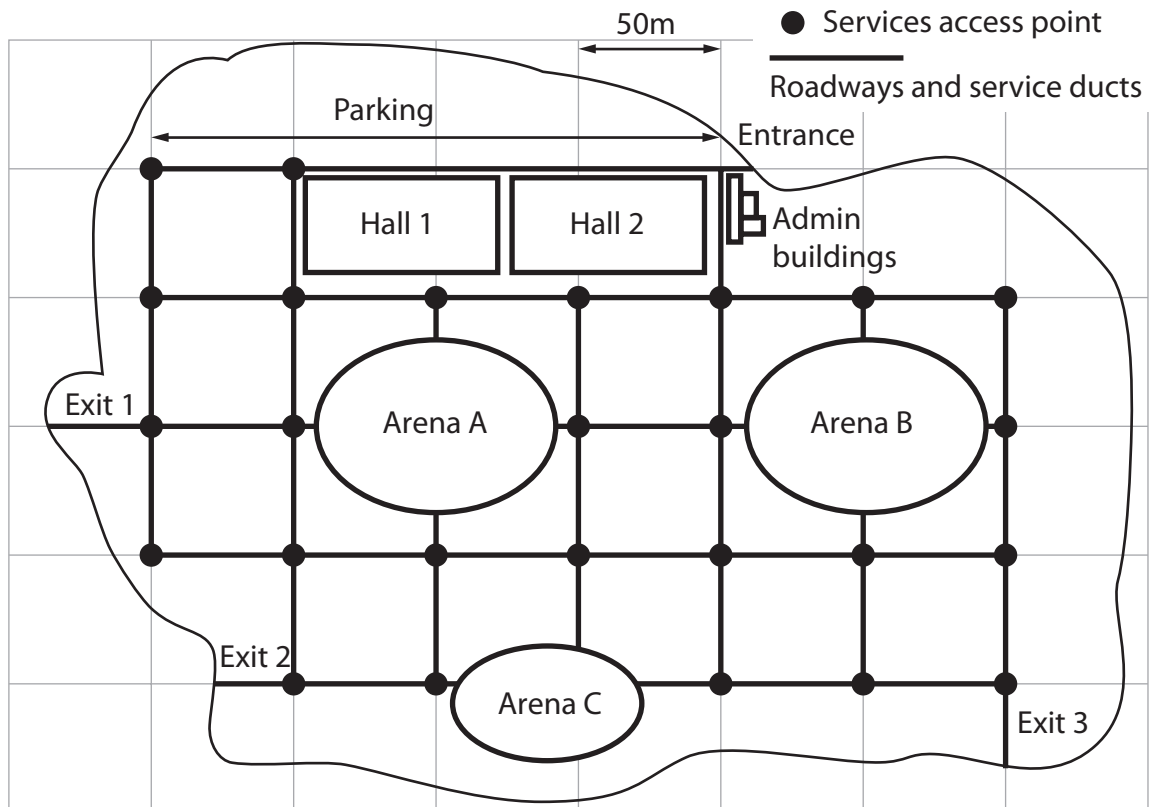 50m
Services access point
Roadways and service ducts
Parking
Entrance
Hall 1
Hall 2
Admin
buildings
Exit 1
Arena A
Arena B
Exit 2
Arena C
Exit 3